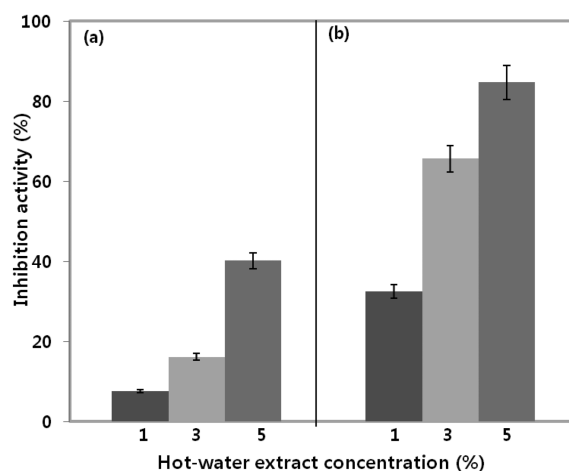 Inhibition activity (%)
100
80
60
40
20
0
(a)
(b)
1 3 5 1 3 5
Hot-water extract concentration (%)